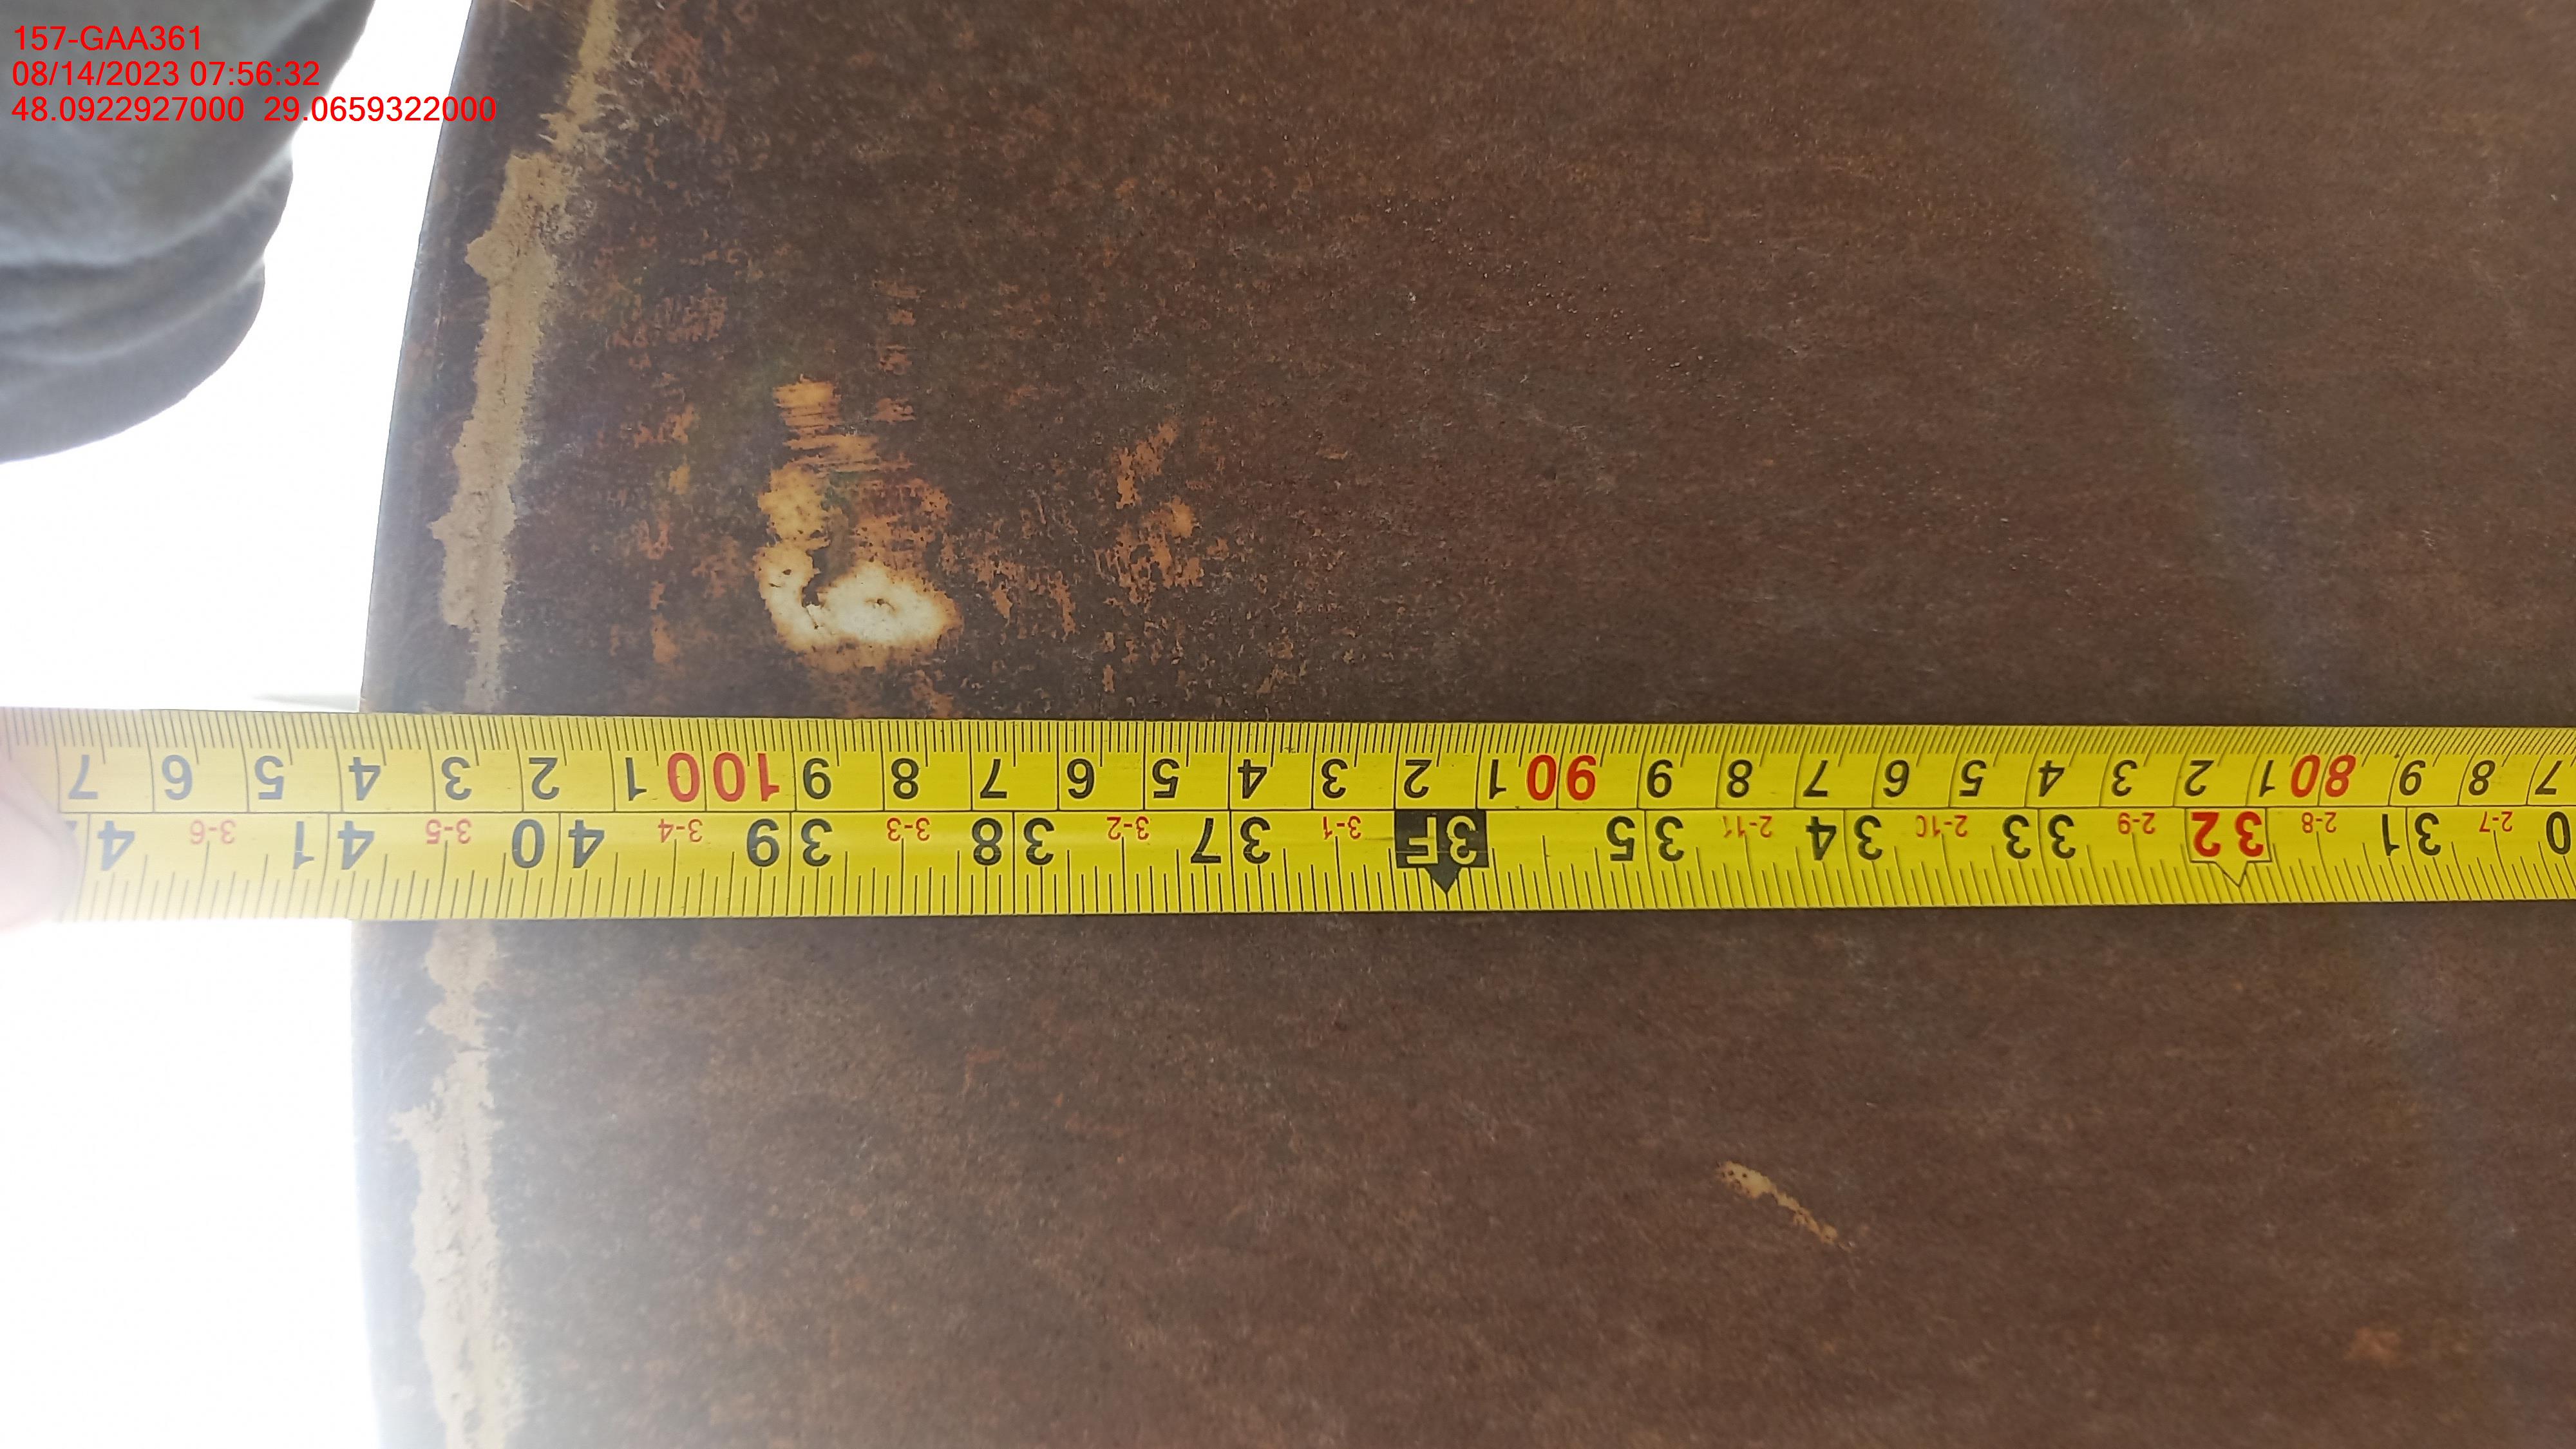 157-GAA361
08/14/2023 07:56:32
48.0922927000 29.0659322000
7 6 5 4 3 2 1 100 9 8 7 6 5 4 3 2 1 90 9 8 7 6 5 4 3 2 1 80 9 8 7
4 3-6 41 3-5 40 3-4 39 3-3 38 3-2 37 3-1 3F 35 2-11 34 2-10 33 2-9 32 2-8 31 2-7 0